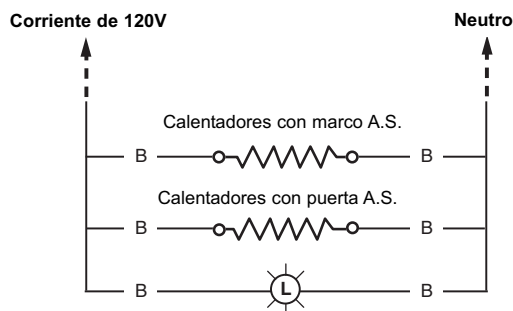 Corriente de 120V Neutro
Calentadores con marco A.S.
B B
Calentadores con puerta A.S.
B B
B L B